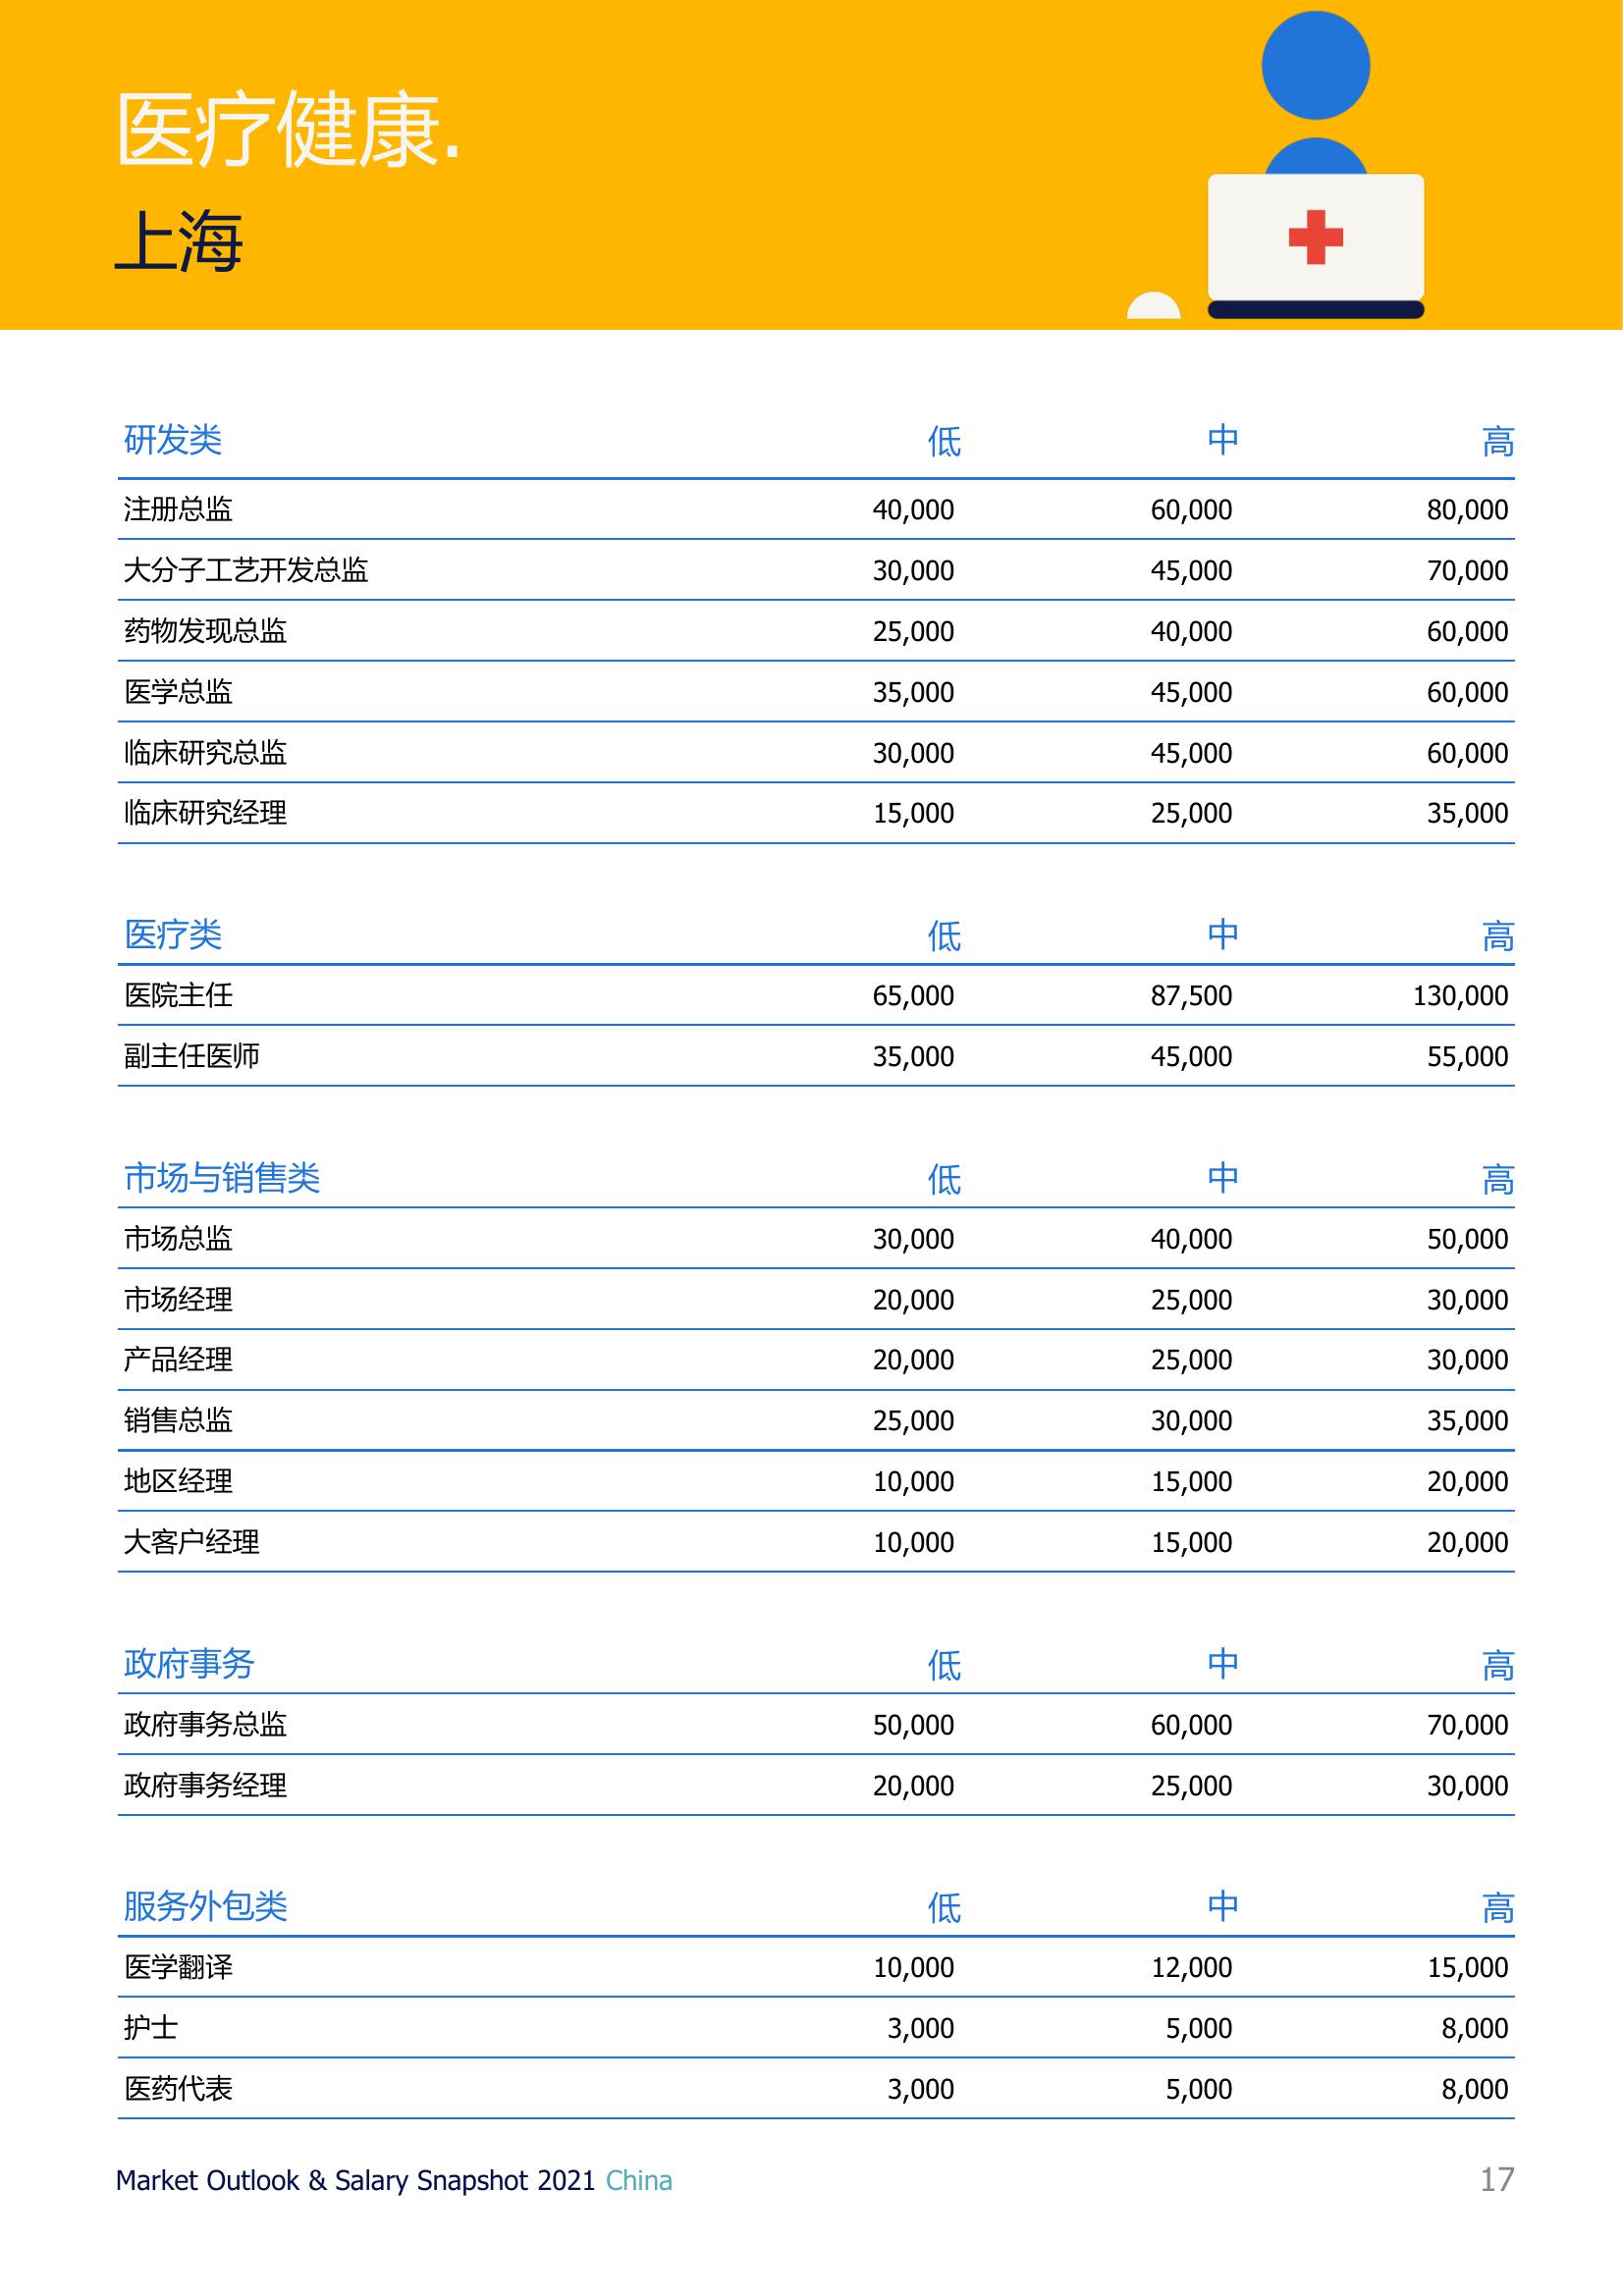 医疗健康.
上海
研发类 低 中 高
注册总监 40,000 60,000 80,000
大分子工艺开发总监 30,000 45,000 70,000
药物发现总监 25,000 40,000 60,000
医学总监 35,000 45,000 60,000
临床研究总监 30,000 45,000 60,000
临床研究经理 15,000 25,000 35,000
医疗类 低 中 高
医院主任 65,000 87,500 130,000
副主任医师 35,000 45,000 55,000
市场与销售类 低 中 高
市场总监 30,000 40,000 50,000
市场经理 20,000 25,000 30,000
产品经理 20,000 25,000 30,000
销售总监 25,000 30,000 35,000
地区经理 10,000 15,000 20,000
大客户经理 10,000 15,000 20,000
政府事务 低 中 高
政府事务总监 50,000 60,000 70,000
政府事务经理 20,000 25,000 30,000
服务外包类 低 中 高
医学翻译 10,000 12,000 15,000
护士 3,000 5,000 8,000
医药代表 3,000 5,000 8,000
Market Outlook & Salary Snapshot 2021 China 17